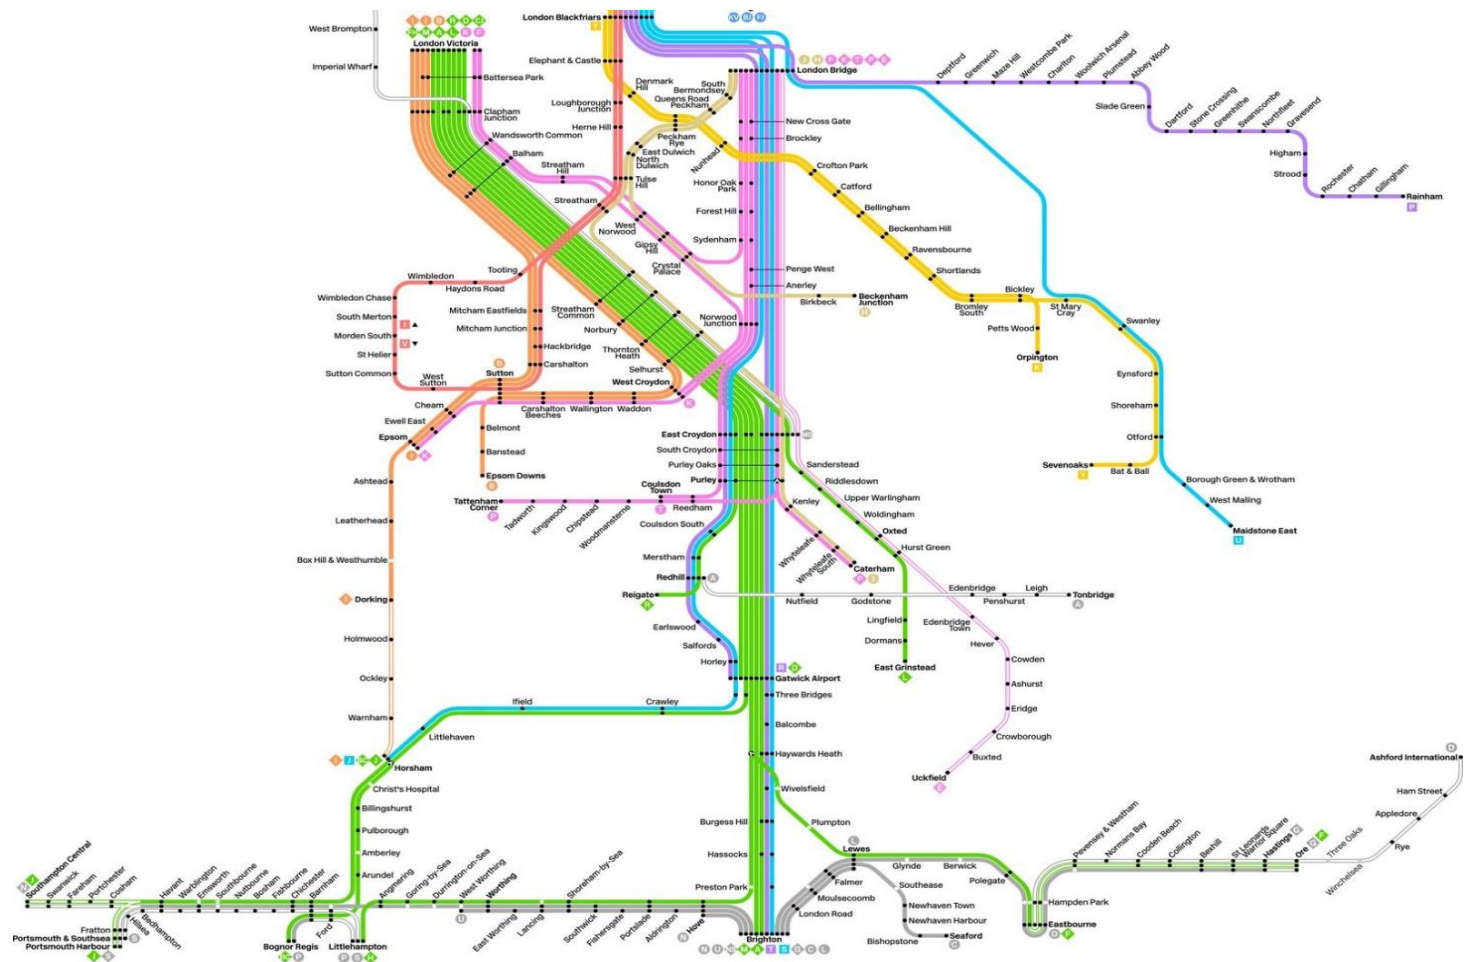 West Brompton
Imperial Wharf
London Victoria
Battersea Park
Clapham
Junction
Wandsworth Common
Balham
Streatham
Hill
Streatham
London Blackfriars
Elephant & Castle
Loughborough
Junction
Herne Hill
Denmark
Hill
Queens Road
Peckham
South
Bermondsey
Peckham
Rye
East Dulwich
North
Dulwich
Tulse
Hill
Nunhead
West
Norwood
Gipsy
Hill
Crystal
Palace
London Bridge
New Cross Gate
Brockley
Honor Oak
Park
Forest Hill
Sydenham
Penge West
Anerley
Norwood
Junction
Birkbeck
Beckenham
Junction
Crofton Park
Catford
Bellingham
Beckenham Hill
Ravensbourne
Shortlands
Bromley
South
Bickley
Petts Wood
Orpington
St Mary
Cray
Swanley
Eynsford
Shoreham
Otford
Bat & Ball
Sevenoaks
Borough Green & Wrotham
West Malling
Maidstone East
Deptford
Greenwich
Maze Hill
Westcombe Park
Charlton
Woolwich Arsenal
Plumstead
Abbey Wood
Slade Green
Dartford
Stone Crossing
Greenhithe
Swanscombe
Northfleet
Gravesend
Higham
Strood
Rochester
Chatham
Gillingham
Rainham
Tooting
Haydons Road
Wimbledon
Wimbledon Chase
South Merton
Morden South
St Helier
Sutton Common
West
Sutton
Sutton
Mitcham Eastfields
Mitcham Junction
Hackbridge
Carshalton
Streatham
Common
Norbury
Thornton
Heath
Selhurst
West Croydon
Waddon
Wallington
Carshalton
Beeches
Cheam
Ewell East
Epsom
Belmont
Banstead
Epsom Downs
Ashtead
Leatherhead
Box Hill & Westhumble
Dorking
Holmwood
Ockley
Warnham
Horsham
East Croydon
South Croydon
Purley Oaks
Purley
Coulsdon
Town
Reedham
Tattenham
Corner
Tadworth
Kingswood
Chipstead
Woodmansterne
Coulsdon South
Merstham
Redhill
Reigate
Earlswood
Salfords
Horley
Gatwick Airport
Three Bridges
Balcombe
Haywards Heath
Wivelsfield
Burgess Hill
Hassocks
Preston Park
Brighton
Kenley
Whyteleafe
Whyteleafe
South
Caterham
Sanderstead
Riddlesdown
Upper Warlingham
Woldingham
Oxted
Hurst Green
Lingfield
Dormans
East Grinstead
Nutfield
Godstone
Edenbridge
Penshurst
Leigh
Tonbridge
Edenbridge
Town
Hever
Cowden
Ashurst
Eridge
Crowborough
Buxted
Uckfield
Crawley
Ifield
Littlehaven
Christ's Hospital
Billingshurst
Pulborough
Amberley
Arundel
Southampton Central
Swanwick
Fareham
Portchester
Cosham
Fratton
Portsmouth & Southsea
Portsmouth Harbour
Hilsea
Bedhampton
Havant
Warblington
Emsworth
Southbourne
Nutbourne
Bosham
Fishbourne
Chichester
Barnham
Bognor Regis
Ford
Littlehampton
Angmering
Goring-by-Sea
Durrington-on-Sea
West Worthing
Worthing
East Worthing
Lancing
Shoreham-by-Sea
Southwick
Fishersgate
Portslade
Aldrington
Hove
London Road
Moulsecoomb
Falmer
Lewes
Plumpton
Glynde
Berwick
Polegate
Southease
Newhaven Town
Newhaven Harbour
Bishopstone
Seaford
Hampden Park
Eastbourne
Pevensey & Westham
Normans Bay
Cooden Beach
Collington
Bexhill
St Leonards
Warrior Square
Hastings
Ore
Three Oaks
Winchelsea
Rye
Appledore
Ham Street
Ashford International